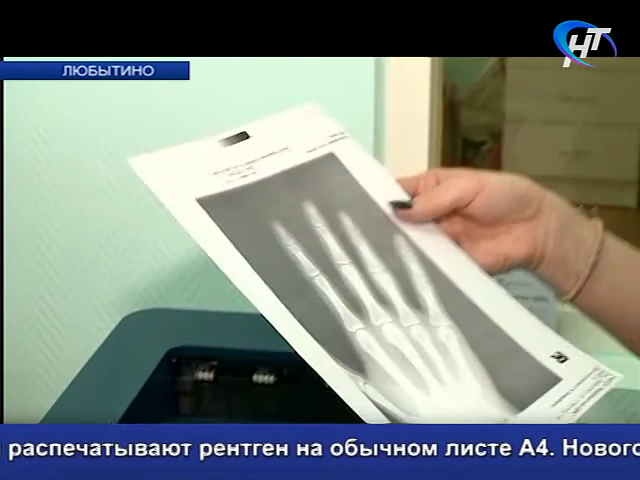 НТ
ЛЮБЫТИНО
распечатывают рентген на обычном листе А4. Нового